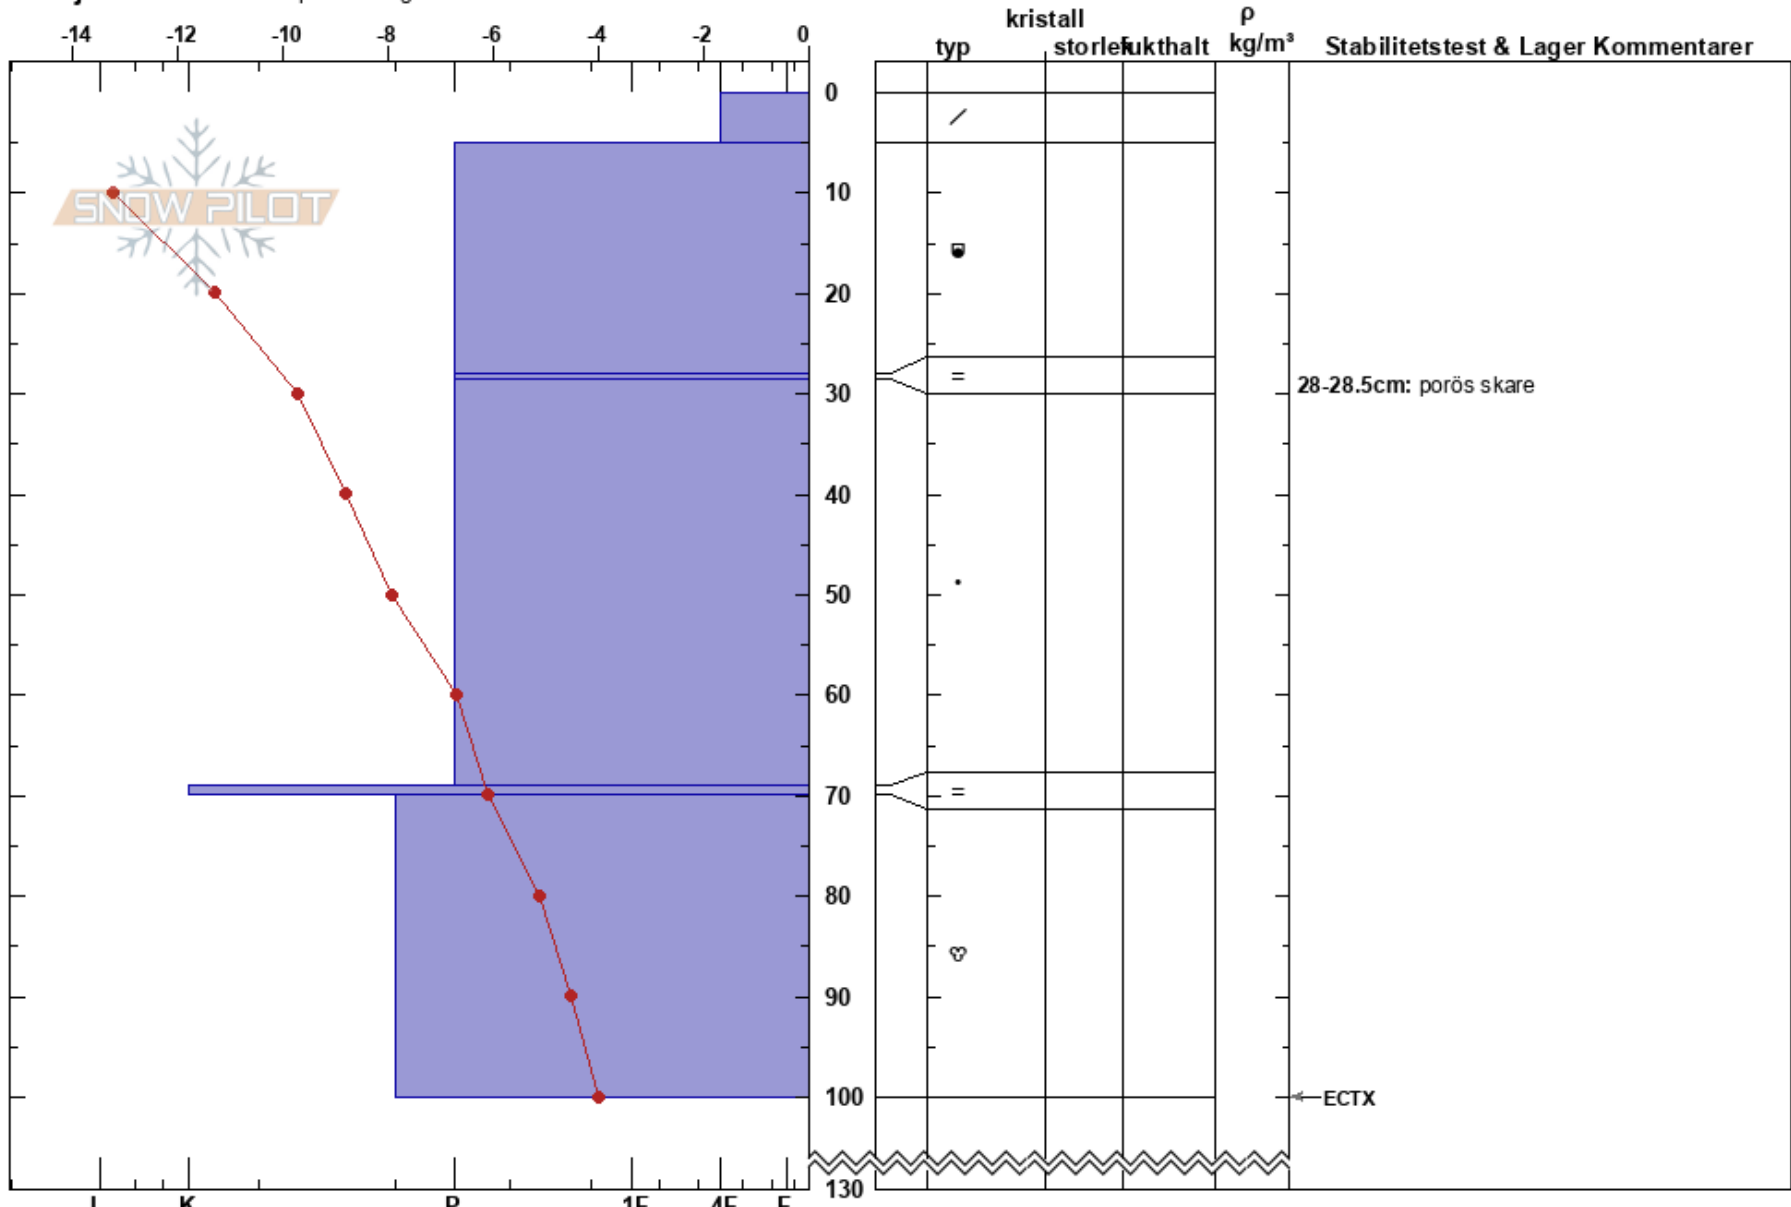 kristall
ρ
-14 -12 -10 -8 -6 -4 -2 0
typ storlek fukthalt kg/m³ Stabilitetstest & Lager Kommentarer
0
10
SNOW PILOT
20
30
28-28.5cm: porös skare
40
50
60
70
80
90
100
ECTX
130
I K P 1F 4F F